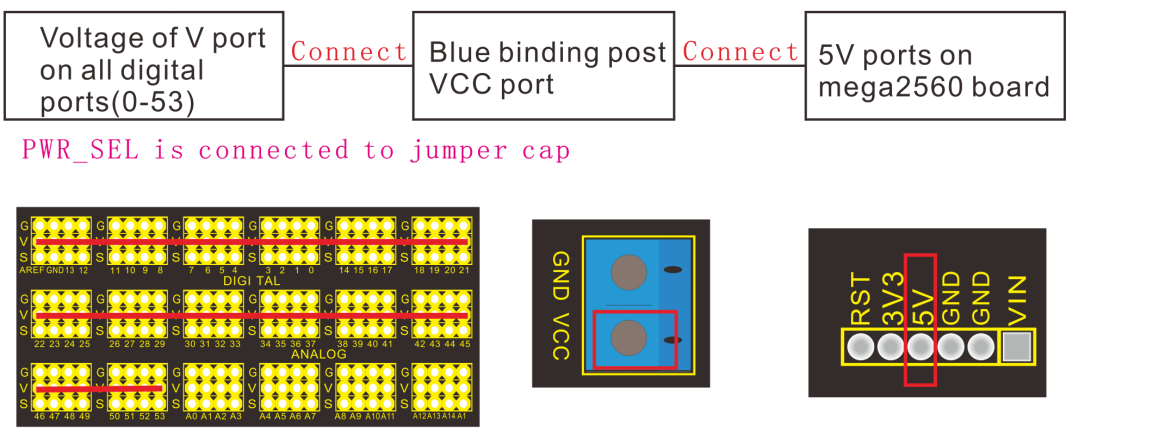 Voltage of V port
on all digital
ports(0-53)
Connect
Blue binding post
VCC port
Connect
5V ports on
mega2560 board
PWR_SEL is connected to jumper cap
G G G G G G
V V V V V V
S S S S S S
AREF GND 13 12 11 10 9 8 7 6 5 4 3 2 1 0 14 15 16 17 18 19 20 21
DIGI TAL
G G G G G G
V V V V V V
S S S S S S
22 23 24 25 26 27 28 29 30 31 32 33 34 35 36 37 38 39 40 41 42 43 44 45
ANALOG
G G G G G G
V V V V V V
S S S S S S
46 47 48 49 50 51 52 53 A0 A1 A2 A3 A4 A5 A6 A7 A8 A9 A10 A11 A12 A13 A14 A1
GND VCC
RST
3V3
5V
GND
GND
VIN